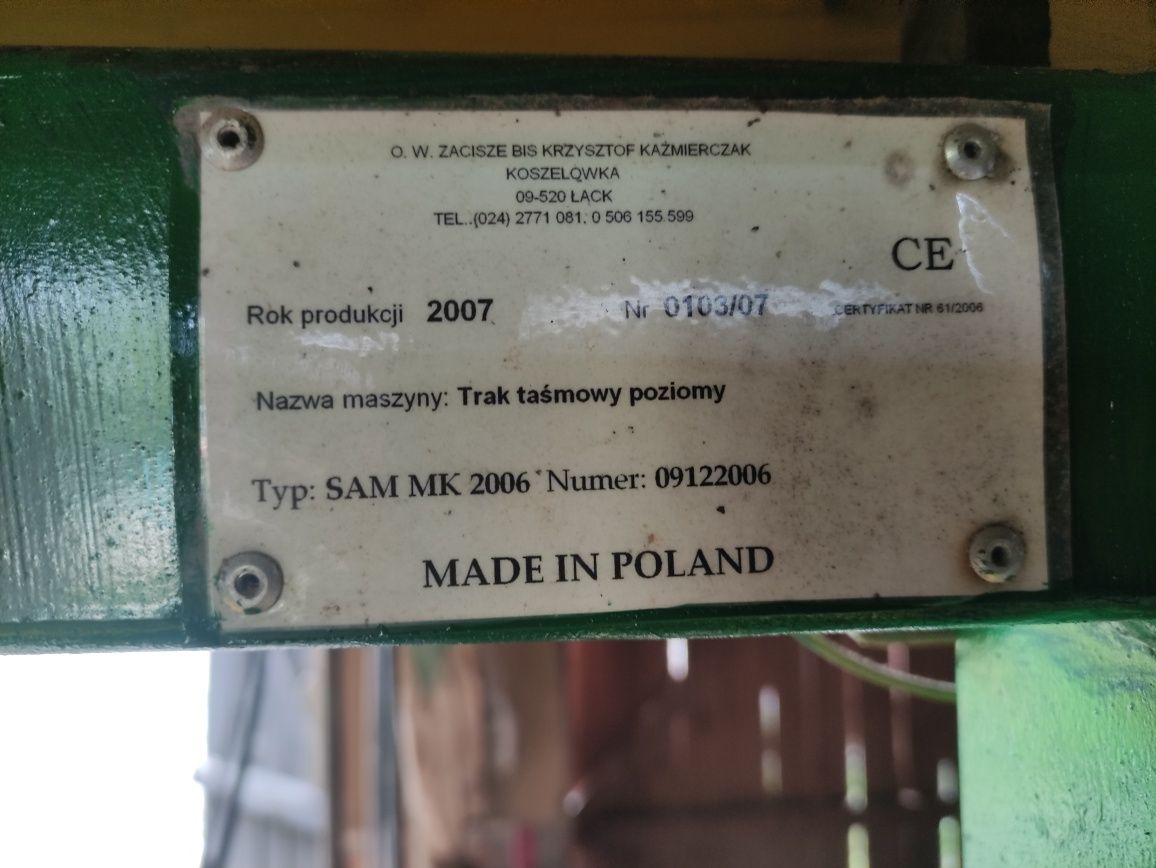 O. W. ZACISZE BIS KRZYSZTOF KAŹMIERCZAK
KOSZELÓWKA
09-520 ŁĄCK
TEL..(024) 2771 081, 0 506 155 599
CE
Rok produkcji 2007 Nr 0103/07 CERTYFIKAT NR 61/2006
Nazwa maszyny: Trak taśmowy poziomy
Typ: SAM MK 2006 Numer: 09122006
MADE IN POLAND